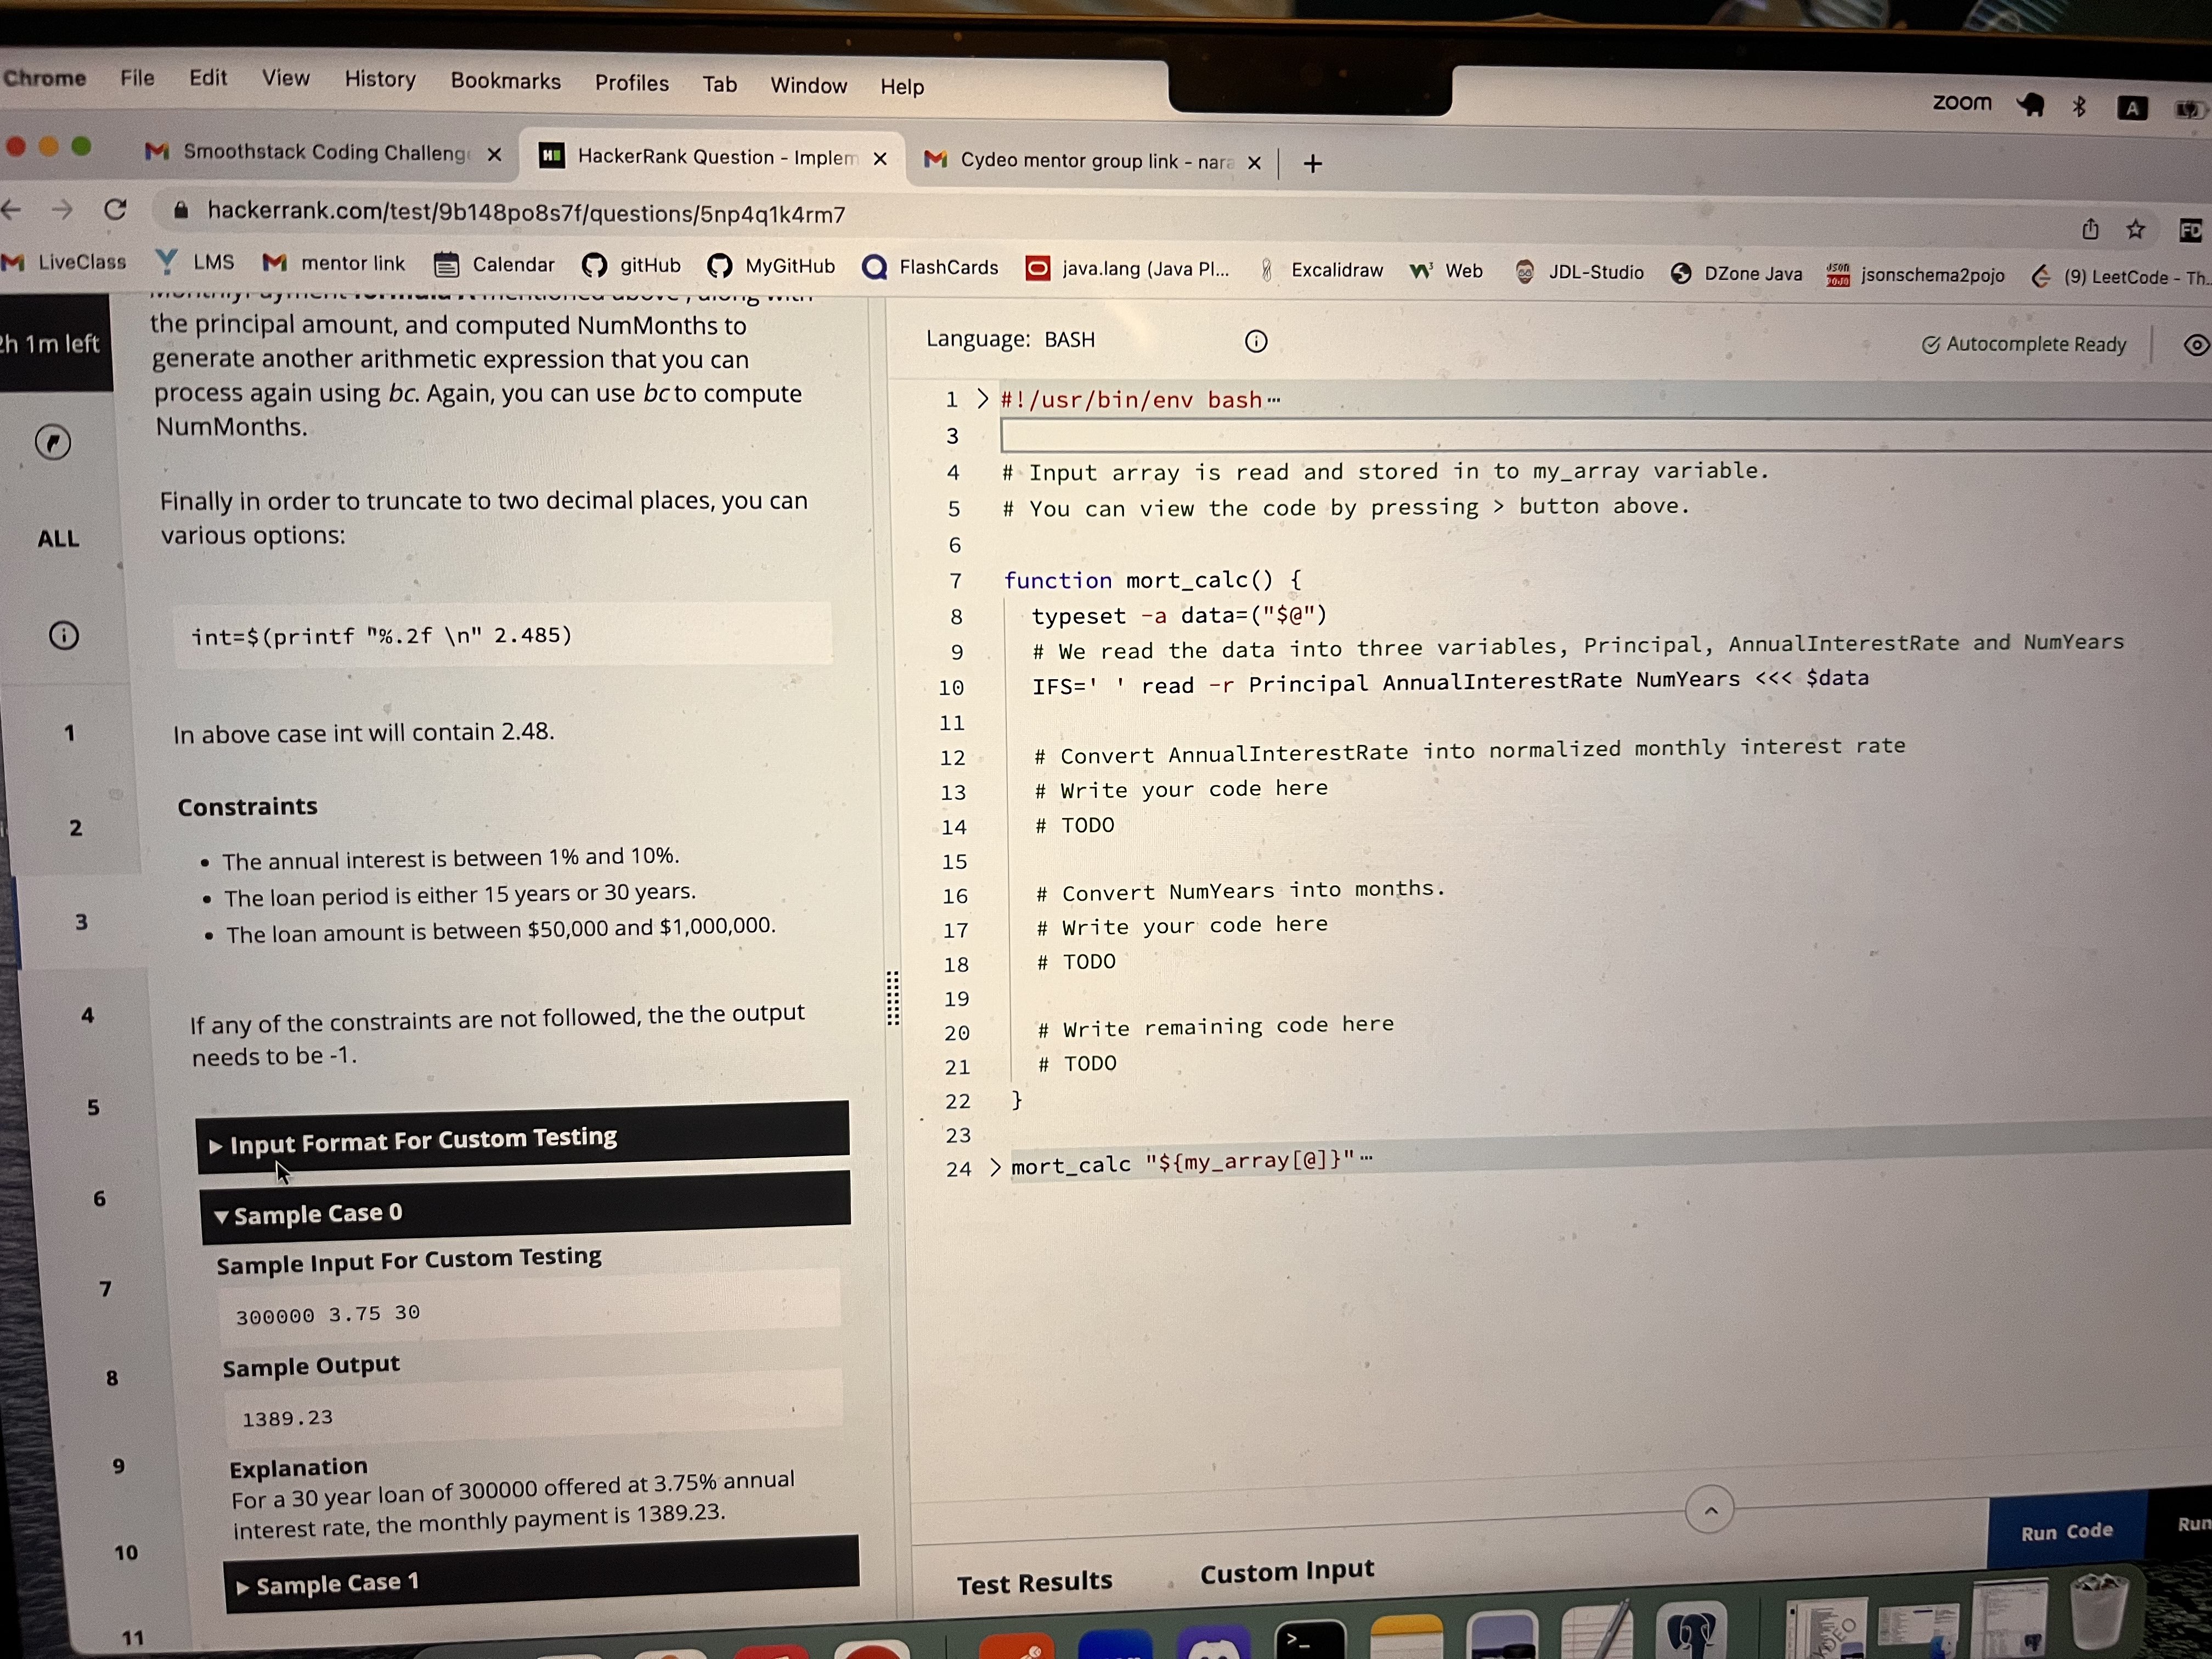 Chrome File Edit View History Bookmarks Profiles Tab Window Help zoom A
Smoothstack Coding Challeng HackerRank Question - Implem Cydeo mentor group link - nara
hackerrank.com/test/9b148po8s7f/questions/5np4q1k4rm7
LiveClass LMS mentor link Calendar gitHub MyGitHub FlashCards java.lang (Java Pl... Excalidraw Web JDL-Studio DZone Java jsonschema2pojo (9) LeetCode - Th...
2h 1m left
ALL
1
2
3
4
5
6
7
8
9
10
11
the principal amount, and computed NumMonths to
generate another arithmetic expression that you can
process again using bc. Again, you can use bc to compute
NumMonths.
Finally in order to truncate to two decimal places, you can
various options:
int=$(printf "%.2f \n" 2.485)
In above case int will contain 2.48.
Constraints
• The annual interest is between 1% and 10%.
• The loan period is either 15 years or 30 years.
• The loan amount is between $50,000 and $1,000,000.
If any of the constraints are not followed, the the output
needs to be -1.
Input Format For Custom Testing
Sample Case 0
Sample Input For Custom Testing
300000 3.75 30
Sample Output
1389.23
Explanation
For a 30 year loan of 300000 offered at 3.75% annual
interest rate, the monthly payment is 1389.23.
Sample Case 1
Language: BASH Autocomplete Ready
1 > #!/usr/bin/env bash…
3
4 # Input array is read and stored in to my_array variable.
5 # You can view the code by pressing > button above.
6
7 function mort_calc() {
8 typeset -a data=("$@")
9 # We read the data into three variables, Principal, AnnualInterestRate and NumYears
10 IFS=' ' read -r Principal AnnualInterestRate NumYears <<< $data
11
12 # Convert AnnualInterestRate into normalized monthly interest rate
13 # Write your code here
14 # TODO
15
16 # Convert NumYears into months.
17 # Write your code here
18 # TODO
19
20 # Write remaining code here
21 # TODO
22 }
23
24 > mort_calc "${my_array[@]}"…
Run Code Run
Test Results Custom Input